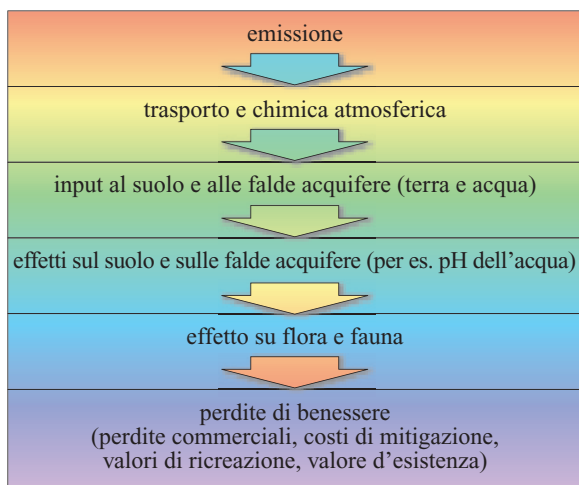 emissione
trasporto e chimica atmosferica
input al suolo e alle falde acquifere (terra e acqua)
effetti sul suolo e sulle falde acquifere (per es. pH dell’acqua)
effetto su flora e fauna
perdite di benessere
(perdite commerciali, costi di mitigazione,
valori di ricreazione, valore d’esistenza)